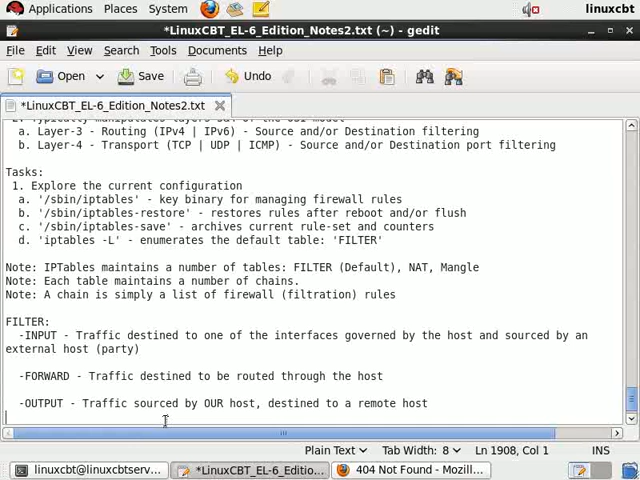 Applications Places System linuxcbt
*LinuxCBT_EL-6_Edition_Notes2.txt (~) - gedit
File Edit View Search Tools Documents Help
Open Save Undo
*LinuxCBT_EL-6_Edition_Notes2.txt
a. Layer-3 - Routing (IPv4 | IPv6) - Source and/or Destination filtering
b. Layer-4 - Transport (TCP | UDP | ICMP) - Source and/or Destination port filtering
Tasks:
1. Explore the current configuration
a. '/sbin/iptables' - key binary for managing firewall rules
b. '/sbin/iptables-restore' - restores rules after reboot and/or flush
c. '/sbin/iptables-save' - archives current rule-set and counters
d. 'iptables -L' - enumerates the default table: 'FILTER'
Note: IPTables maintains a number of tables: FILTER (Default), NAT, Mangle
Note: Each table maintains a number of chains.
Note: A chain is simply a list of firewall (filtration) rules
FILTER:
-INPUT - Traffic destined to one of the interfaces governed by the host and sourced by an
external host (party)
-FORWARD - Traffic destined to be routed through the host
-OUTPUT - Traffic sourced by OUR host, destined to a remote host
Plain Text Tab Width: 8 Ln 1908, Col 1 INS
linuxcbt@linuxcbtserv... *LinuxCBT_EL-6_Editio... 404 Not Found - Mozill...